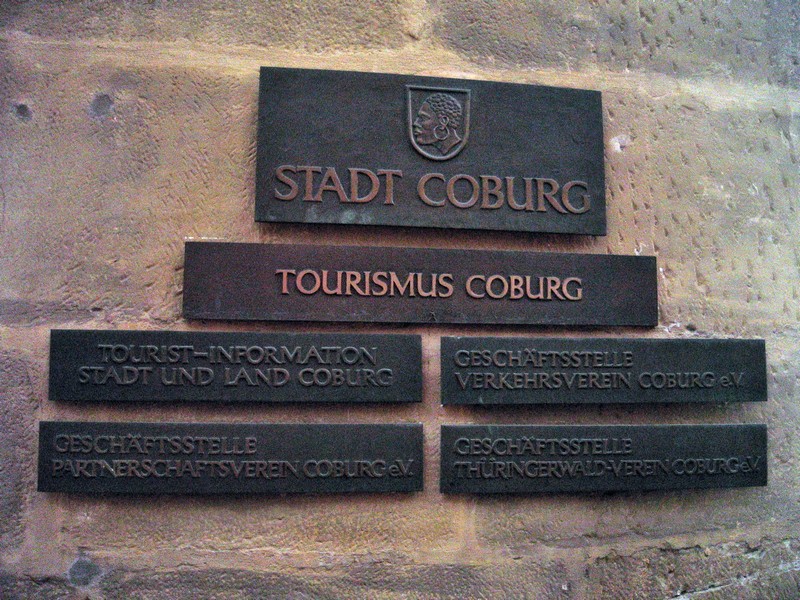 STADT COBURG
TOURISMUS COBURG
TOURIST-INFORMATION
STADT UND LAND COBURG
GESCHÄFTSSTELLE
VERKEHRSVEREIN COBURG e.V.
GESCHÄFTSSTELLE
PARTNERSCHAFTSVEREIN COBURG e.V.
GESCHÄFTSSTELLE
THÜRINGERWALD-VEREIN COBURG e.V.